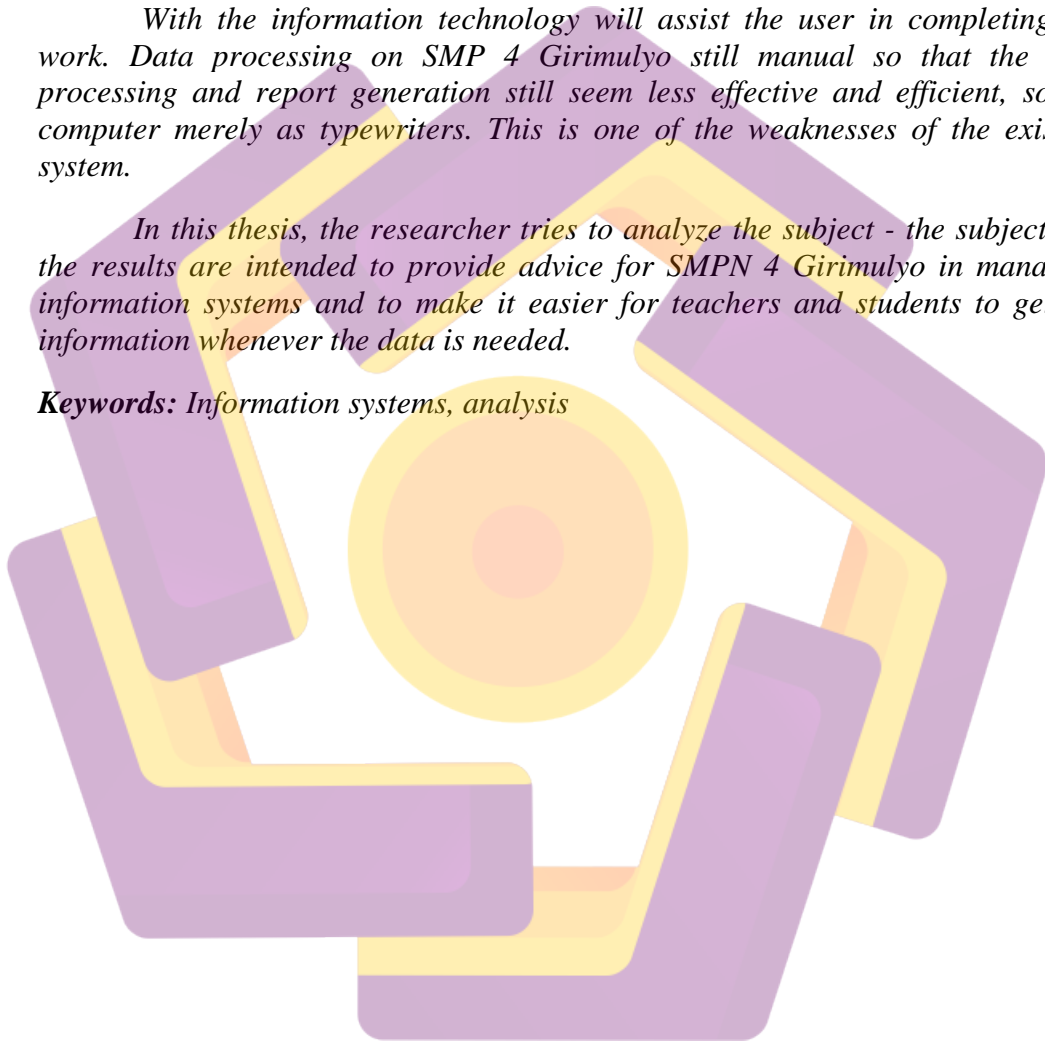 With the information technology will assist the user in completing
work. Data processing on SMP 4 Girimulyo still manual so that the
processing and report generation still seem less effective and efficient, so
computer merely as typewriters. This is one of the weaknesses of the exis
system.
In this thesis, the researcher tries to analyze the subject - the subject
the results are intended to provide advice for SMPN 4 Girimulyo in mana
information systems and to make it easier for teachers and students to ge
information whenever the data is needed.
Keywords: Information systems, analysis